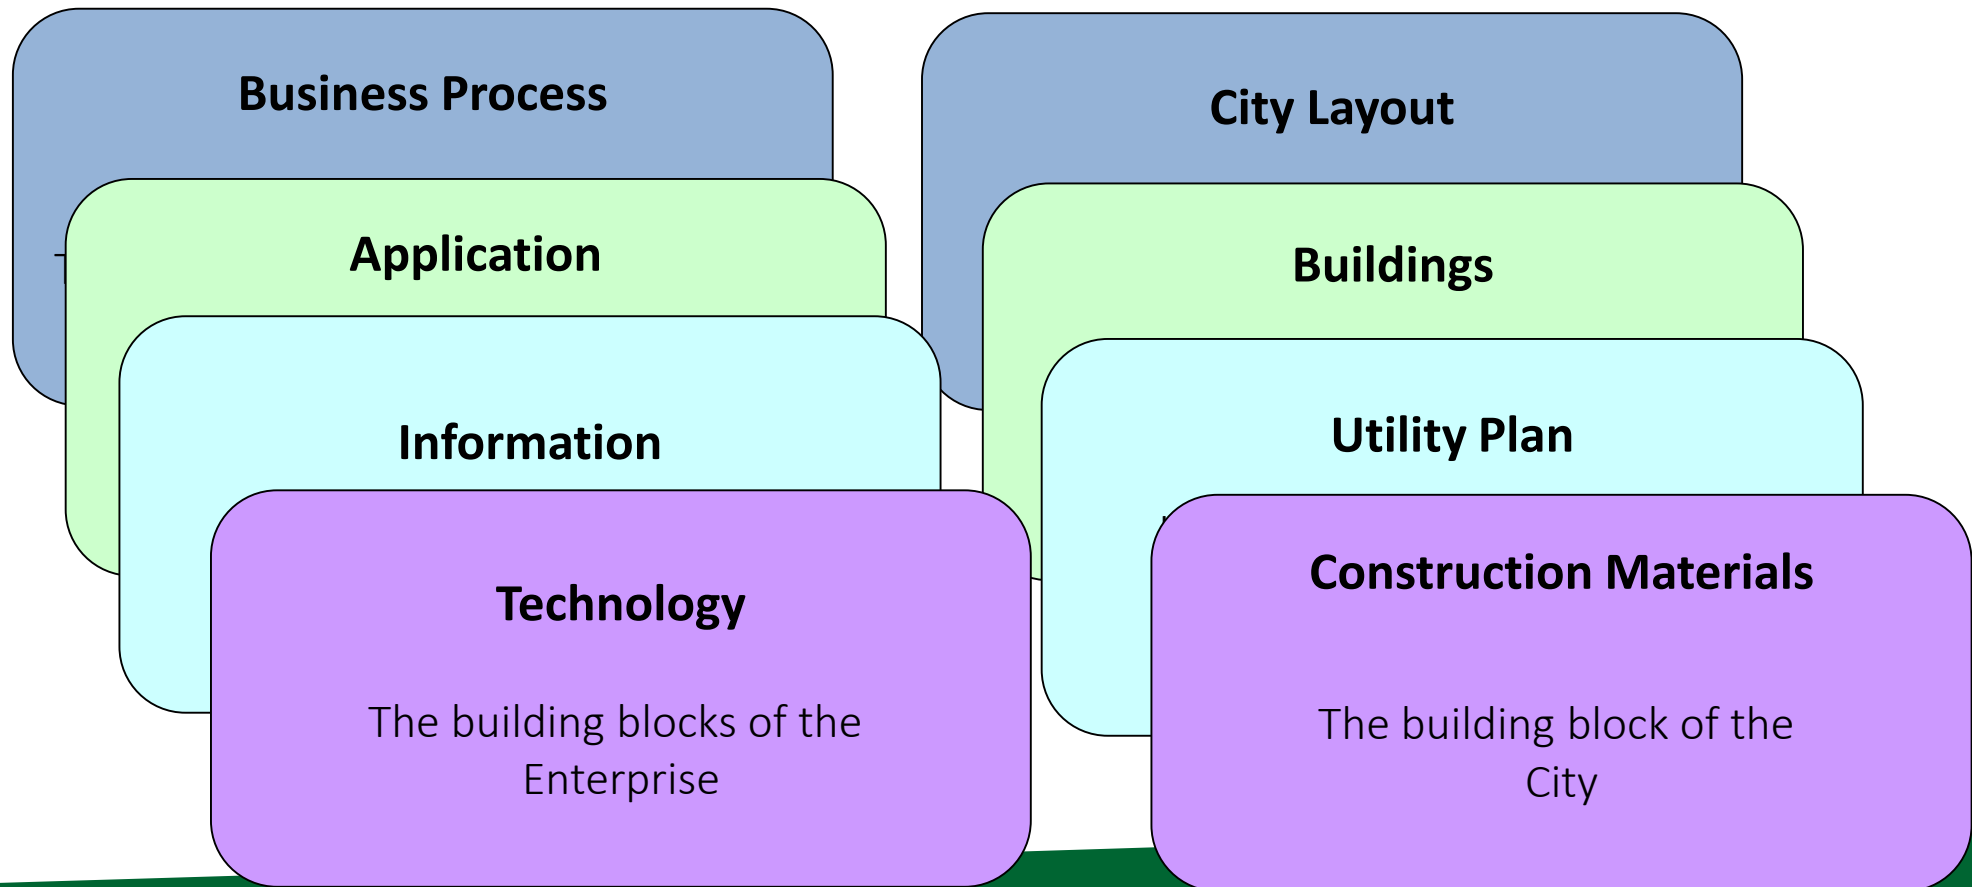 Business Process
Application
Information
Technology
The building blocks of the
Enterprise
City Layout
Buildings
Utility Plan
Construction Materials
The building block of the
City